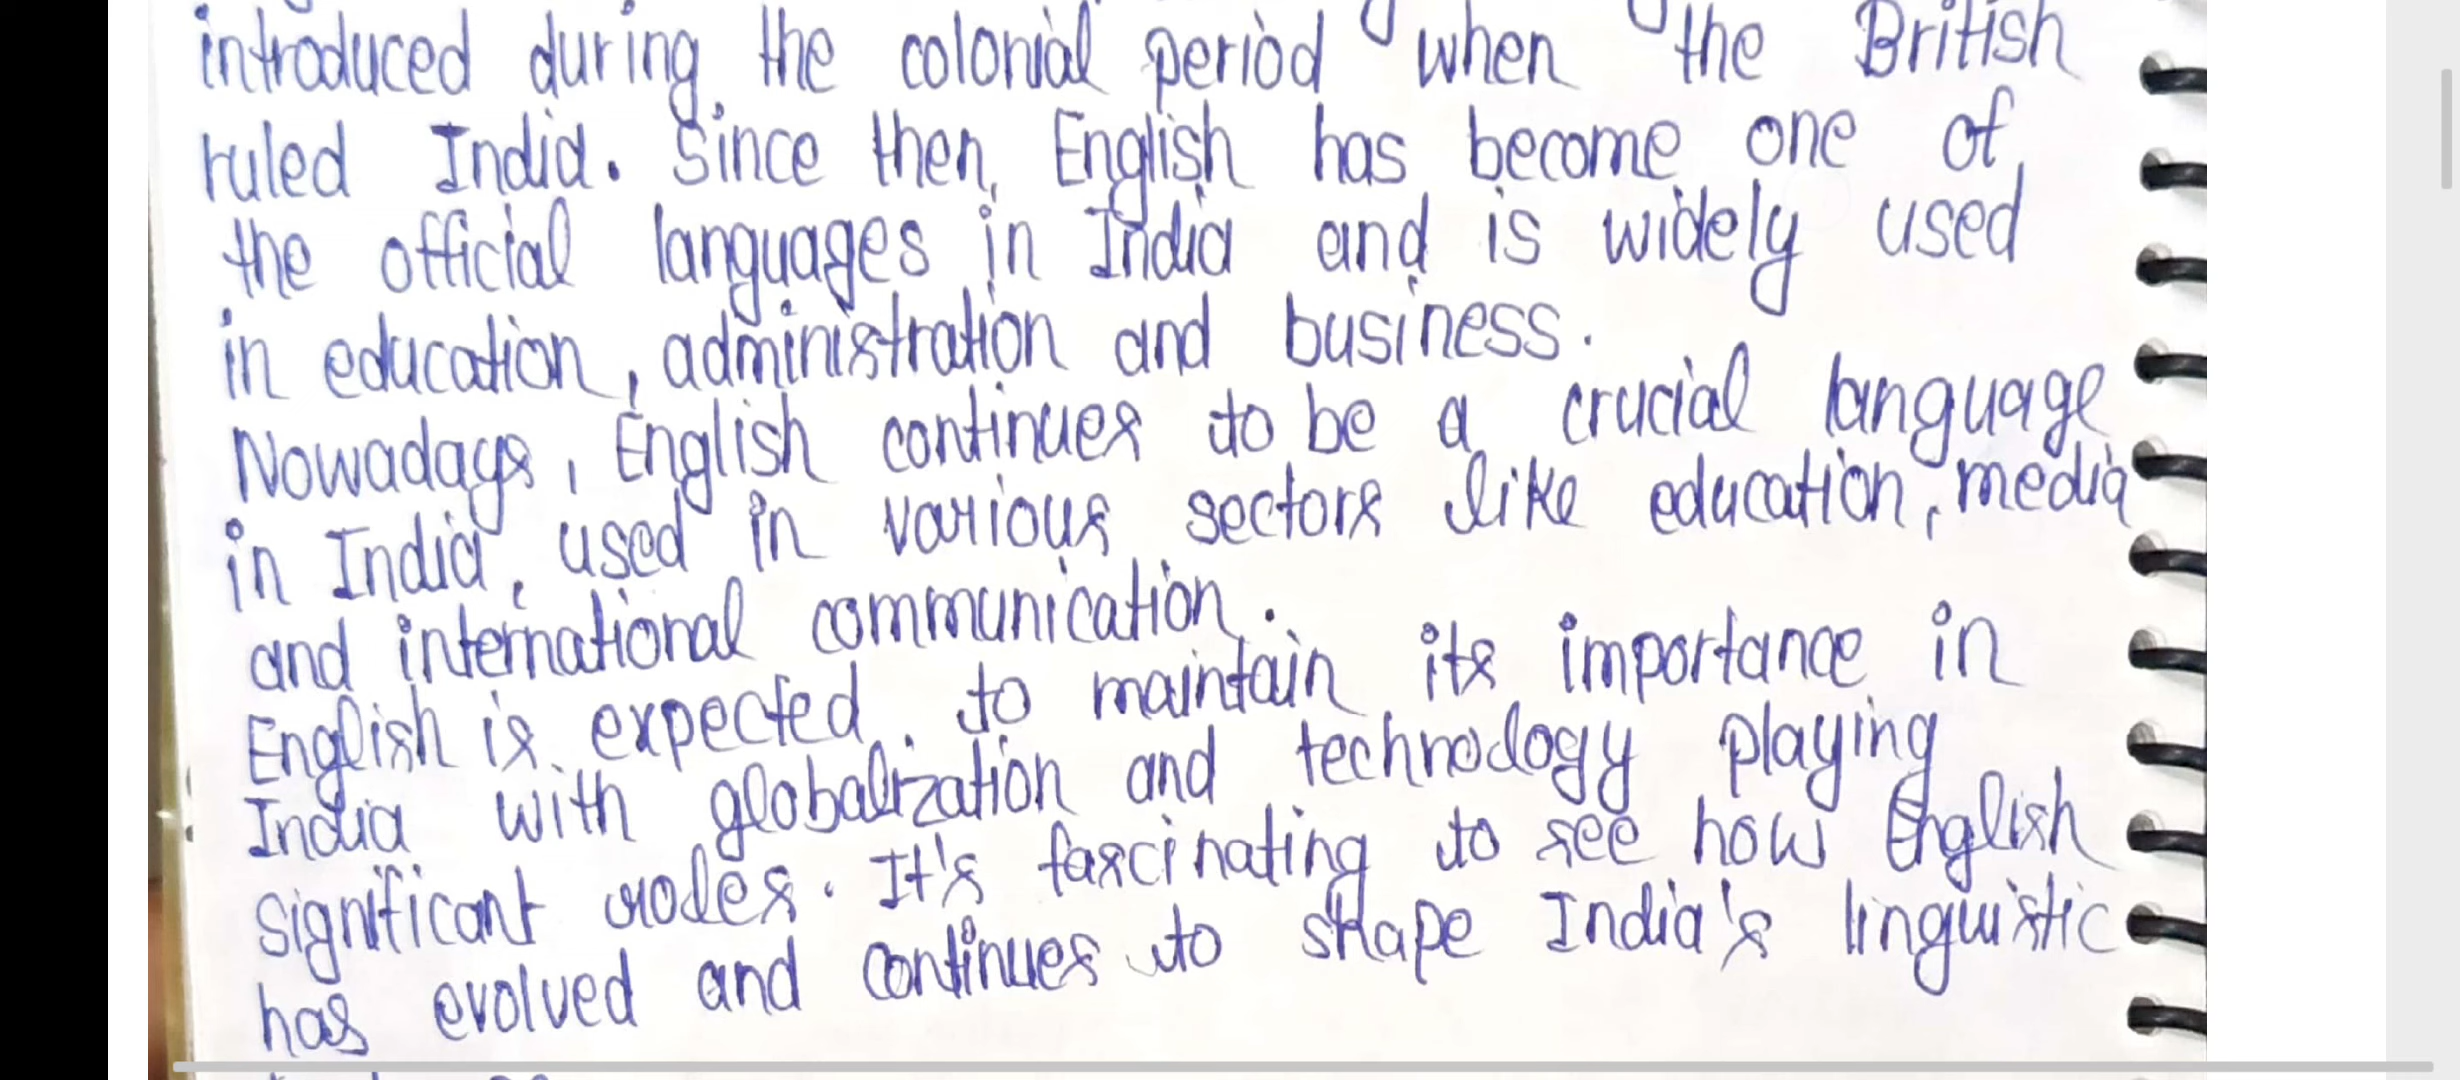 introduced during the colonial period when the British
ruled India. Since then, English has become one of
the official languages in India and is widely used
in education, administration and business.
Nowadays, English continues to be a crucial language
in India, used in various sectors like education, media
and international communication.
English is expected to maintain its importance in
India with globalization and technology playing
significant roles. It's fascinating to see how English
has evolved and continues to shape India's linguistic